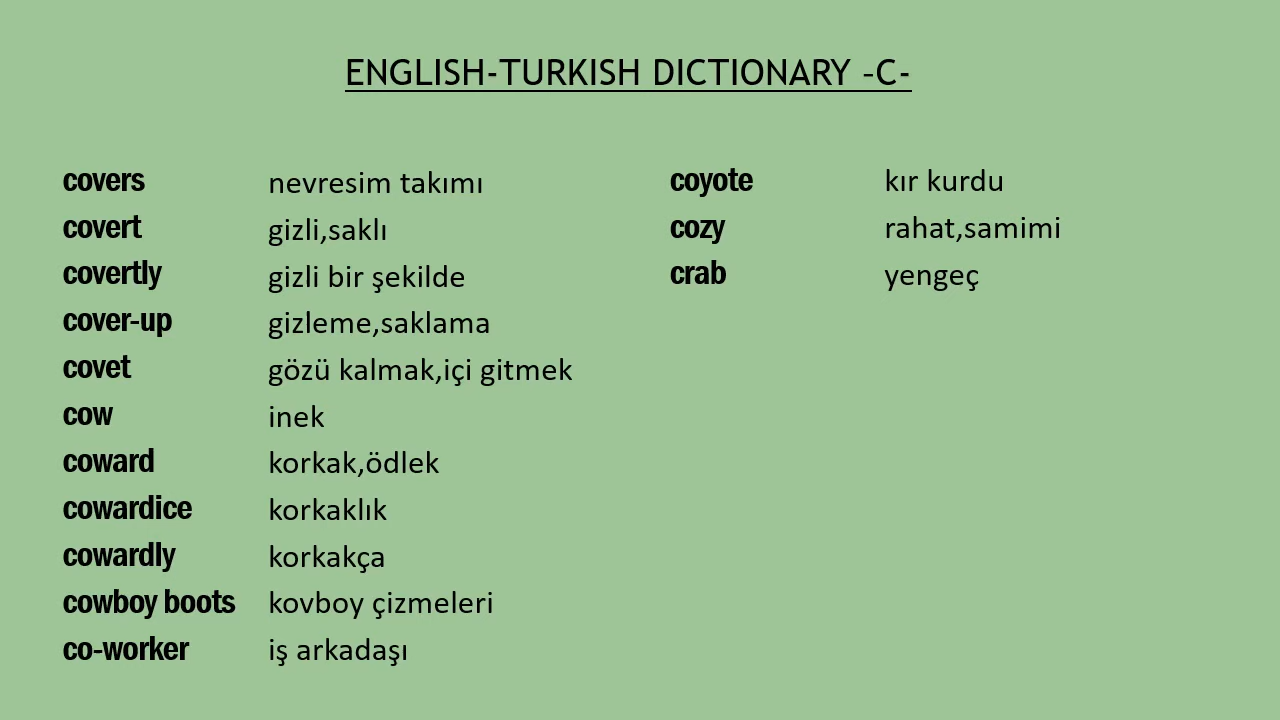 ENGLISH-TURKISH DICTIONARY –C-
covers nevresim takımı
covert gizli,saklı
covertly gizli bir şekilde
cover-up gizleme,saklama
covet gözü kalmak,içi gitmek
cow inek
coward korkak,ödlek
cowardice korkaklık
cowardly korkakça
cowboy boots kovboy çizmeleri
co-worker iş arkadaşı
coyote kır kurdu
cozy rahat,samimi
crab yengeç